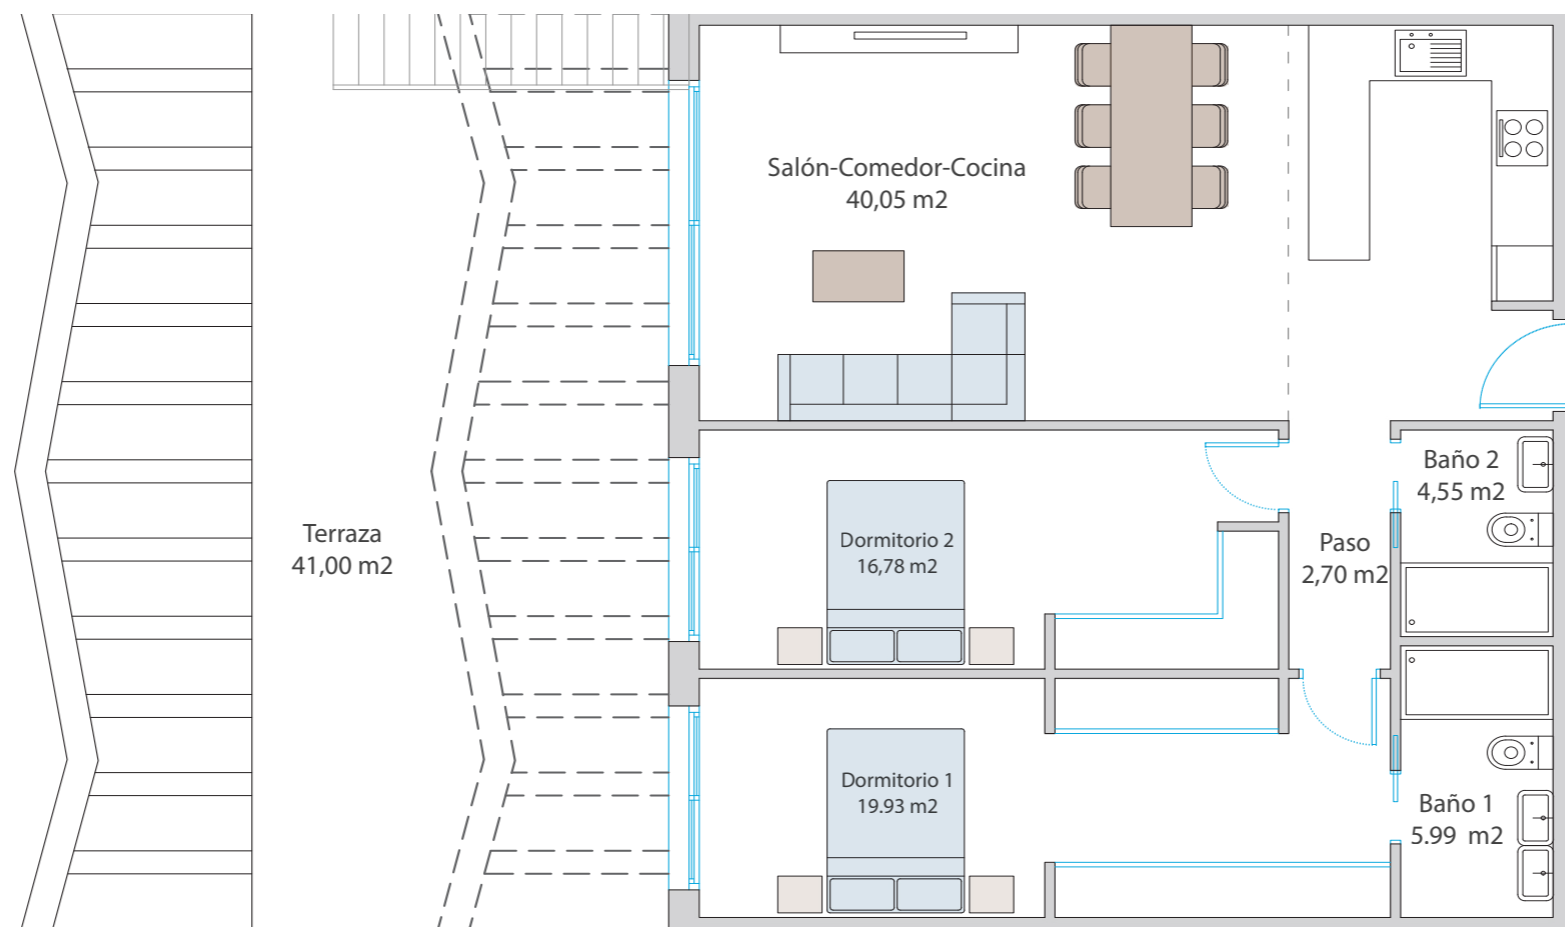 Salón-Comedor-Cocina
40,05 m2
Baño 2
4,55 m2
Terraza
41,00 m2
Dormitorio 2
16,78 m2
Paso
2,70 m2
Dormitorio 1
19.93 m2
Baño 1
5.99 m2